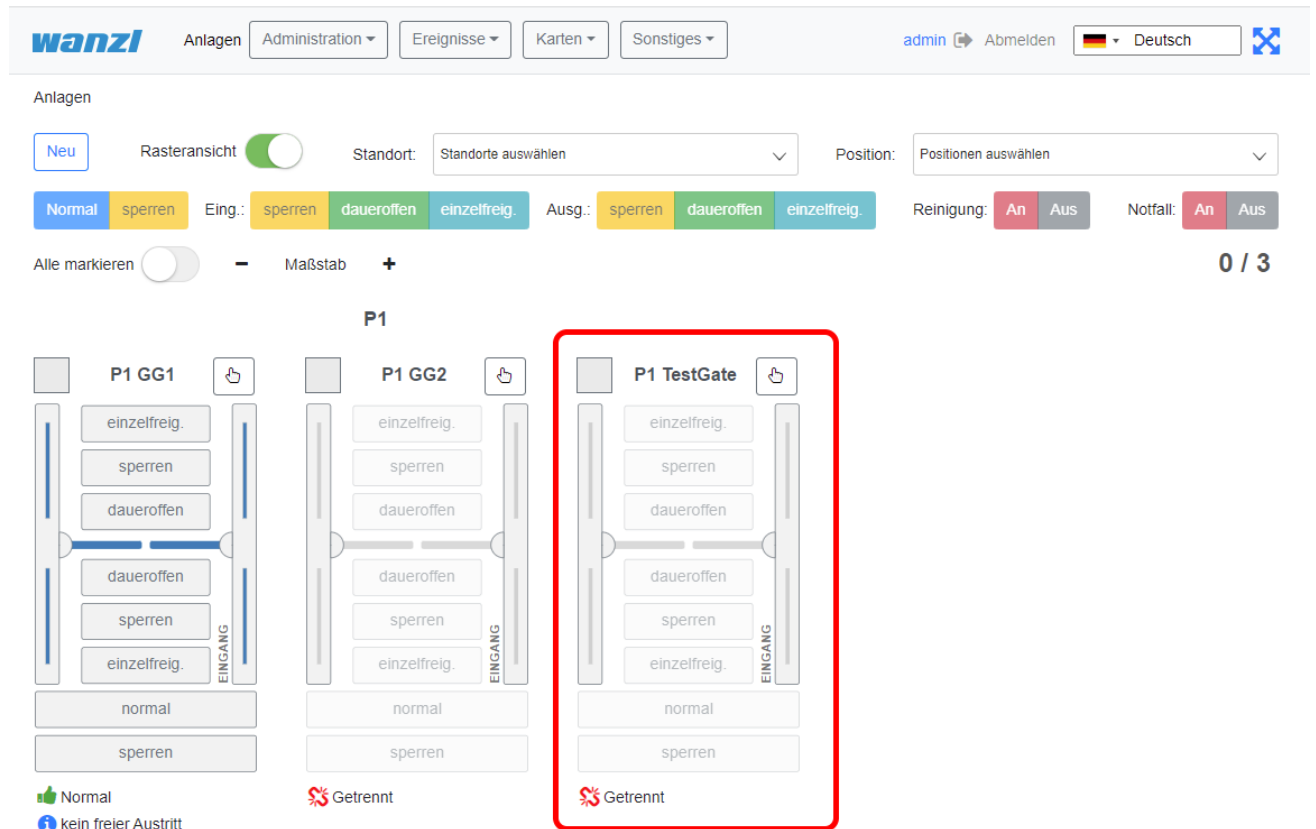 wanzl Anlagen Administration Ereignisse Karten Sonstiges admin Abmelden Deutsch
Anlagen
Neu Rasteransicht Standort: Standorte auswählen Position: Positionen auswählen
Normal sperren Eing.: sperren daueroffen einzelfreig. Ausg.: sperren daueroffen einzelfreig. Reinigung: An Aus Notfall: An Aus
Alle markieren - Maßstab + 0 / 3
P1
P1 GG1 P1 GG2 P1 TestGate
einzelfreig. einzelfreig. einzelfreig.
sperren sperren sperren
daueroffen daueroffen daueroffen
daueroffen daueroffen daueroffen
sperren sperren sperren
einzelfreig. einzelfreig. einzelfreig.
EINGANG EINGANG EINGANG
normal normal normal
sperren sperren sperren
Normal Getrennt Getrennt
kein freier Austritt